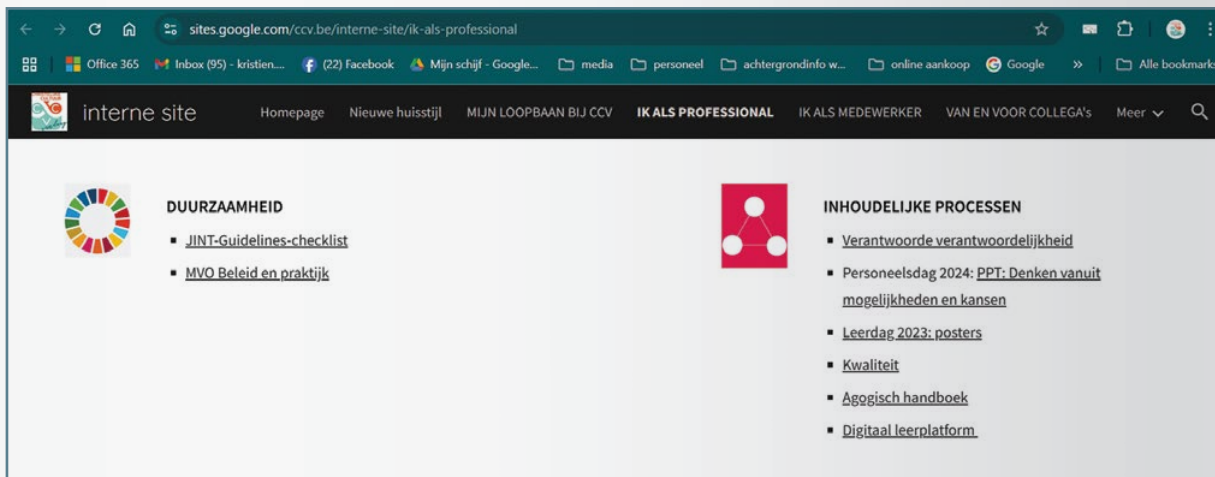 sites.google.com/ccv.be/interne-site/ik-als-professional
Office 365 Inbox (95) - kristien.... (22) Facebook Mijn schijf - Google... media personeel achtergrondinfo w... online aankoop Google » Alle bookmarks
interne site Homepage Nieuwe huisstijl MIJN LOOPBAAN BIJ CCV IK ALS PROFESSIONAL IK ALS MEDEWERKER VAN EN VOOR COLLEGA's Meer
DUURZAAMHEID
JINT-Guidelines-checklist
MVO Beleid en praktijk
INHOUDELIJKE PROCESSEN
Verantwoorde verantwoordelijkheid
Personeelsdag 2024: PPT: Denken vanuit
mogelijkheden en kansen
Leerdag 2023: posters
Kwaliteit
Agogisch handboek
Digitaal leerplatform